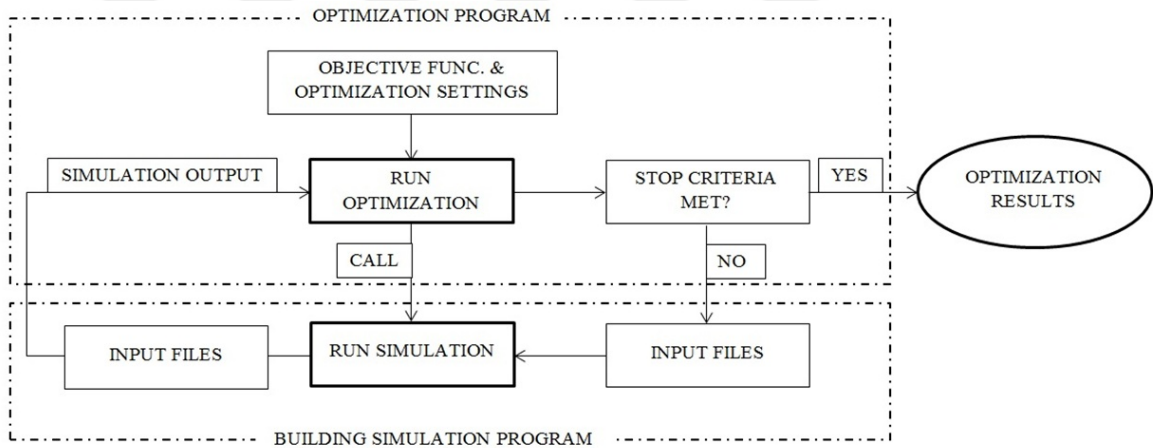 OPTIMIZATION PROGRAM
OBJECTIVE FUNC. &
OPTIMIZATION SETTINGS
SIMULATION OUTPUT
RUN
OPTIMIZATION
STOP CRITERIA
MET?
YES
OPTIMIZATION
RESULTS
CALL
NO
INPUT FILES
RUN SIMULATION
INPUT FILES
BUILDING SIMULATION PROGRAM